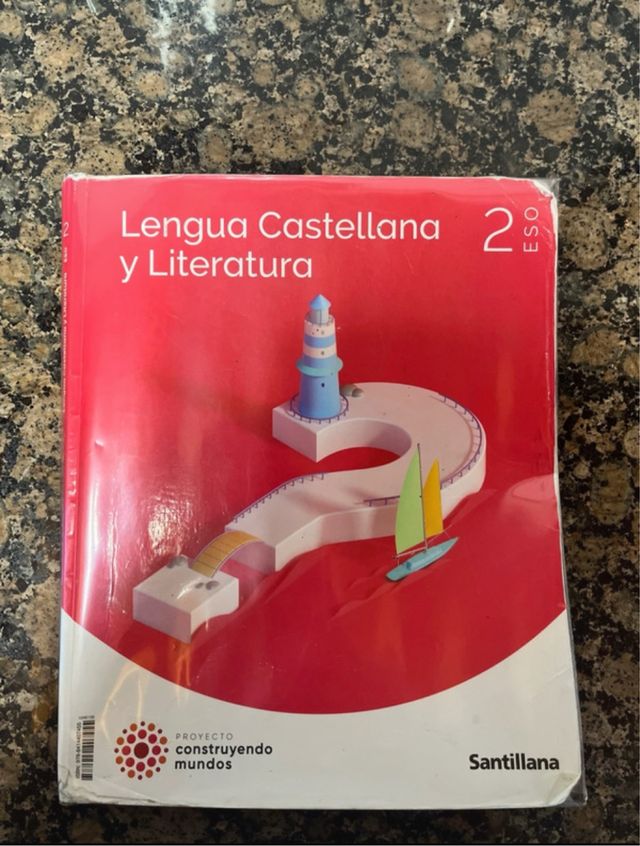 Lengua Castellana
y Literatura
2
ESO
PROYECTO
construyendo
mundos
Santillana